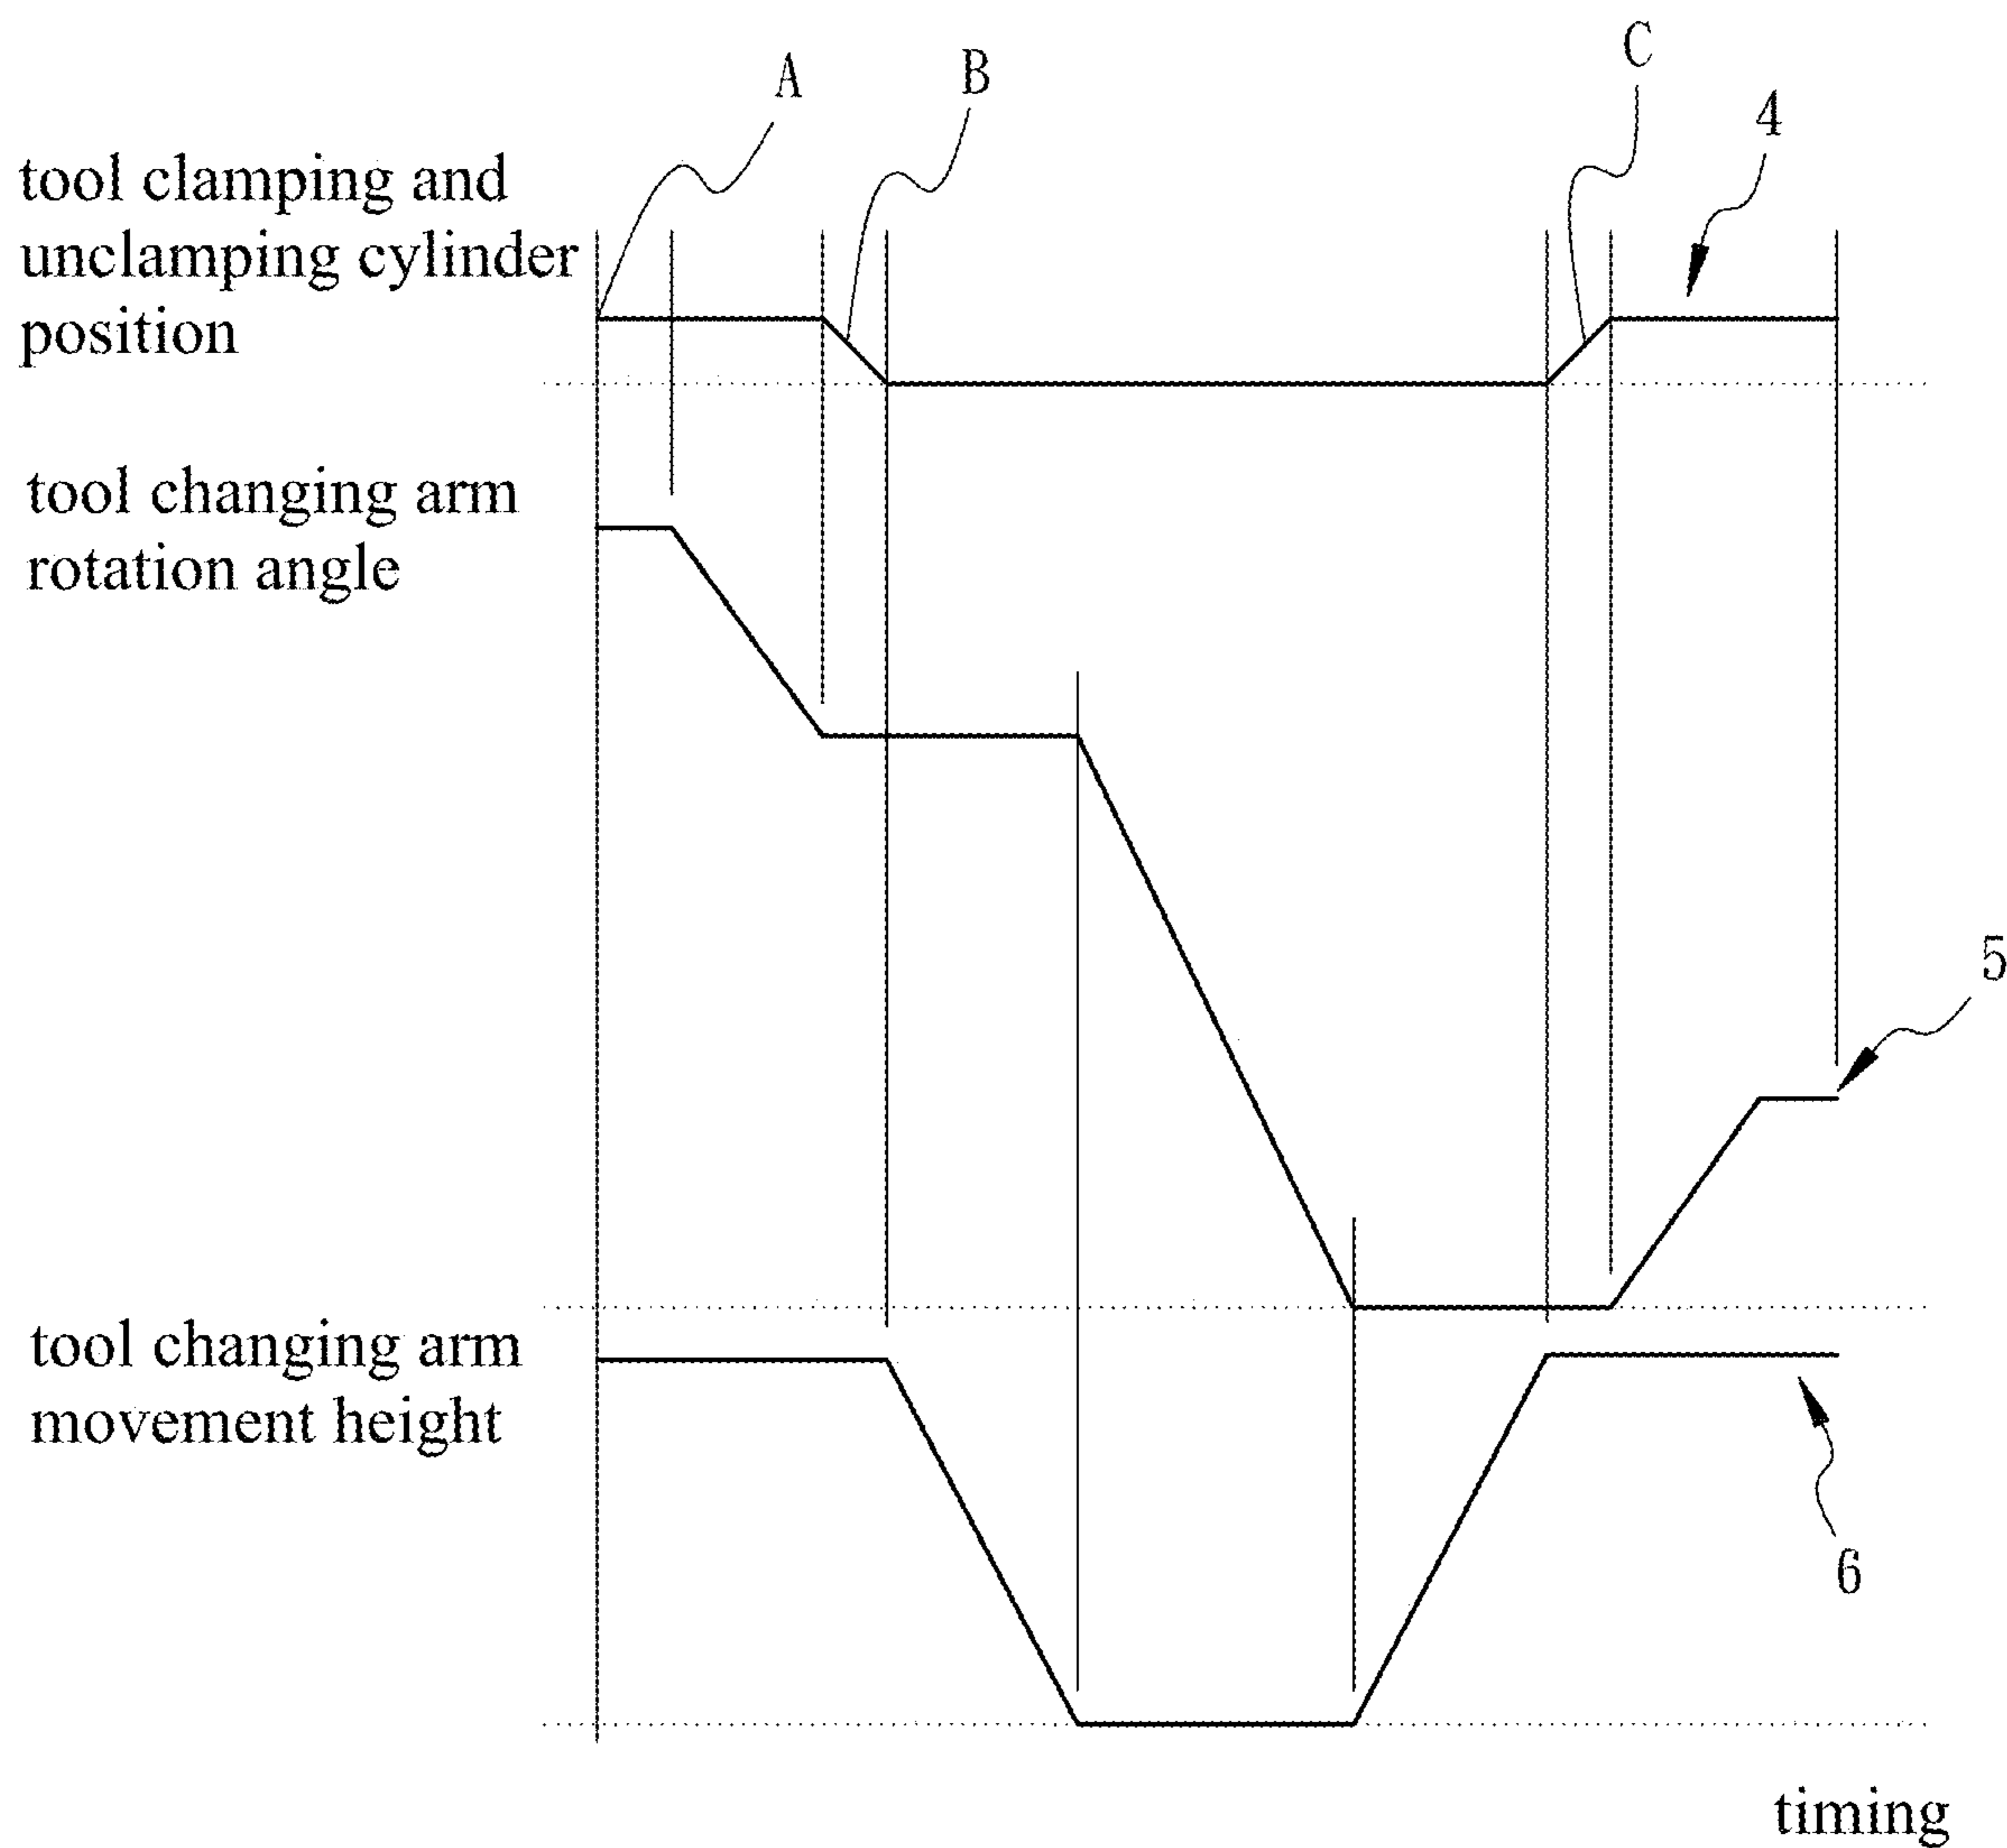 A
B
C
4
tool clamping and
unclamping cylinder
position
tool changing arm
rotation angle
5
tool changing arm
movement height
6
timing